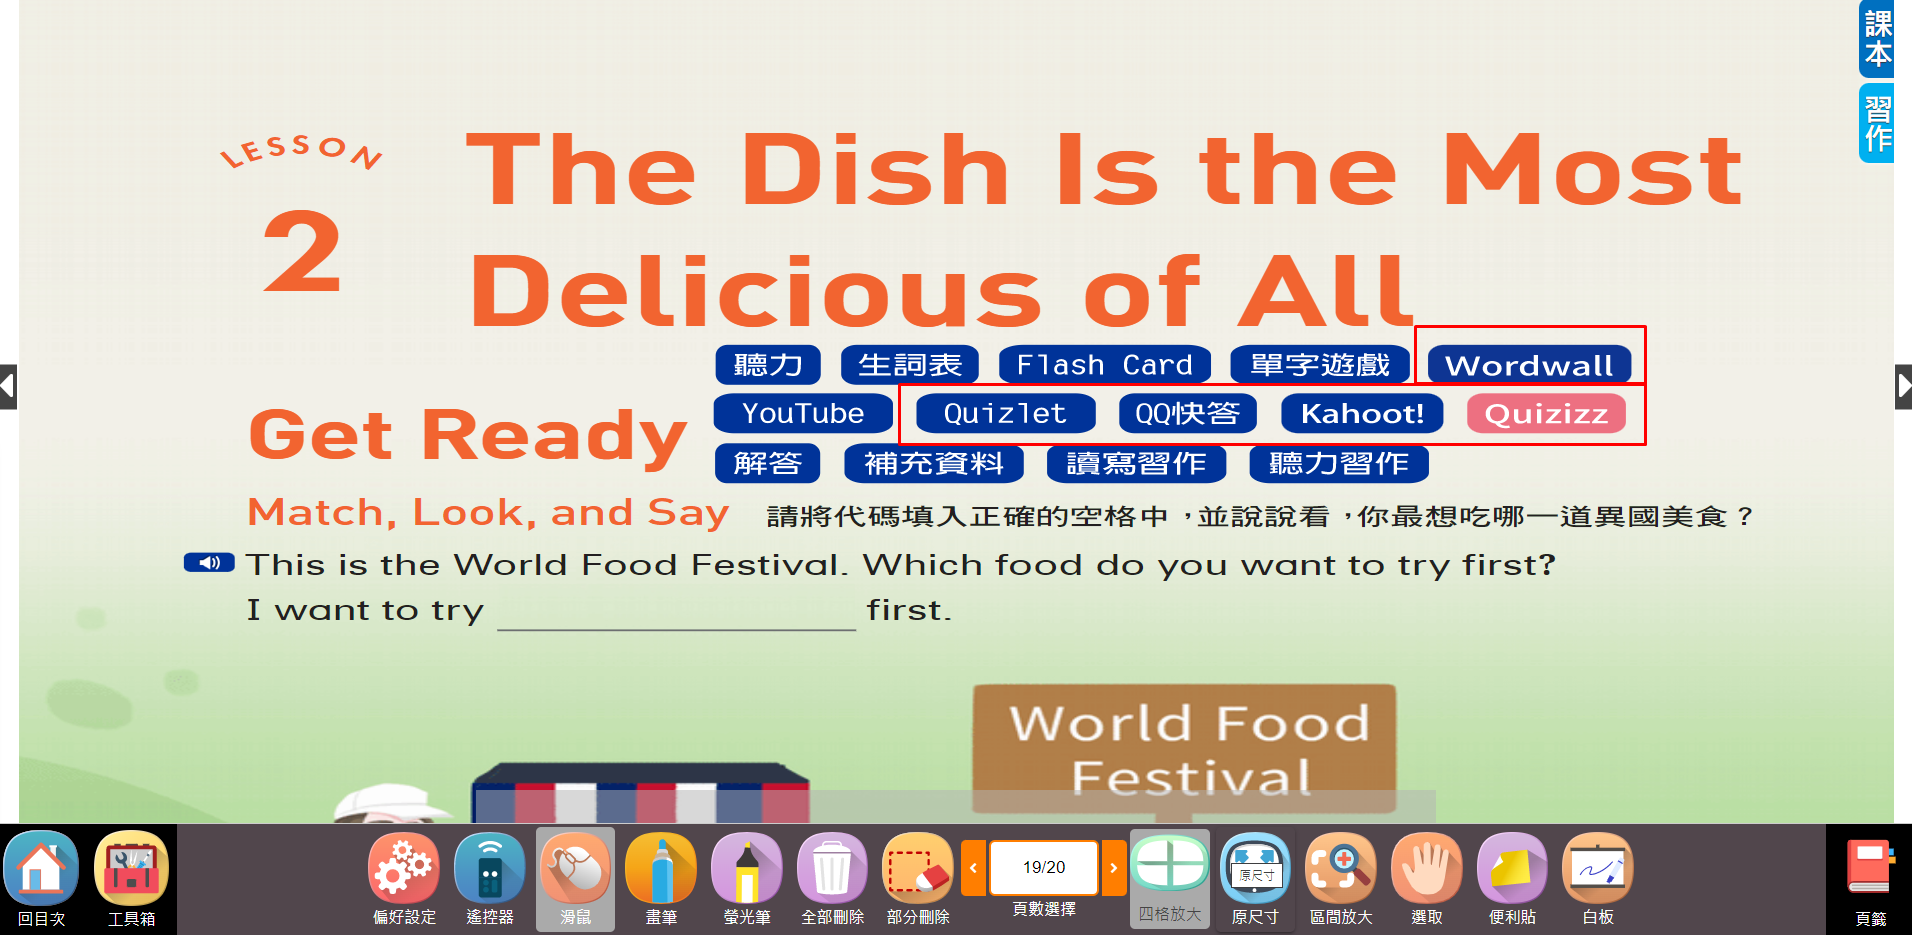 課本
習作
LESSON
2
The Dish Is the Most
Delicious of All
聽力 生詞表 Flash Card 單字遊戲 Wordwall
YouTube Quizlet QQ快答 Kahoot! Quizizz
解答 補充資料 讀寫習作 聽力習作
Get Ready
Match, Look, and Say 請將代碼填入正確的空格中,並說說看,你最想吃哪一道異國美食?
This is the World Food Festival. Which food do you want to try first?
I want to try ____________ first.
World Food
Festival
回目次 工具箱 偏好設定 遙控器 滑鼠 畫筆 螢光筆 全部刪除 部分刪除 19/20 頁數選擇 四格放大 原尺寸 原尺寸 區間放大 選取 便利貼 白板 頁籤